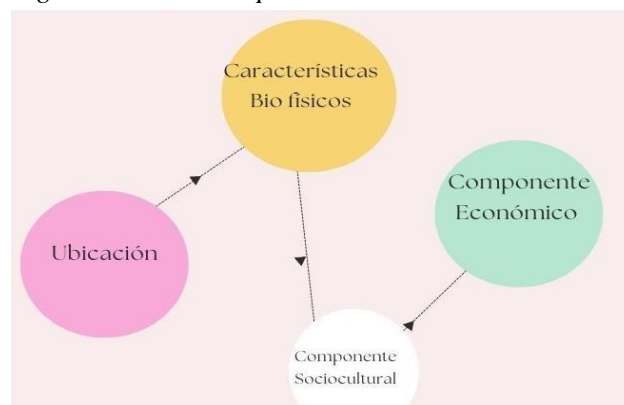 Características
Bio físicos
Componente
Económico
Ubicación
Componente
Sociocultural